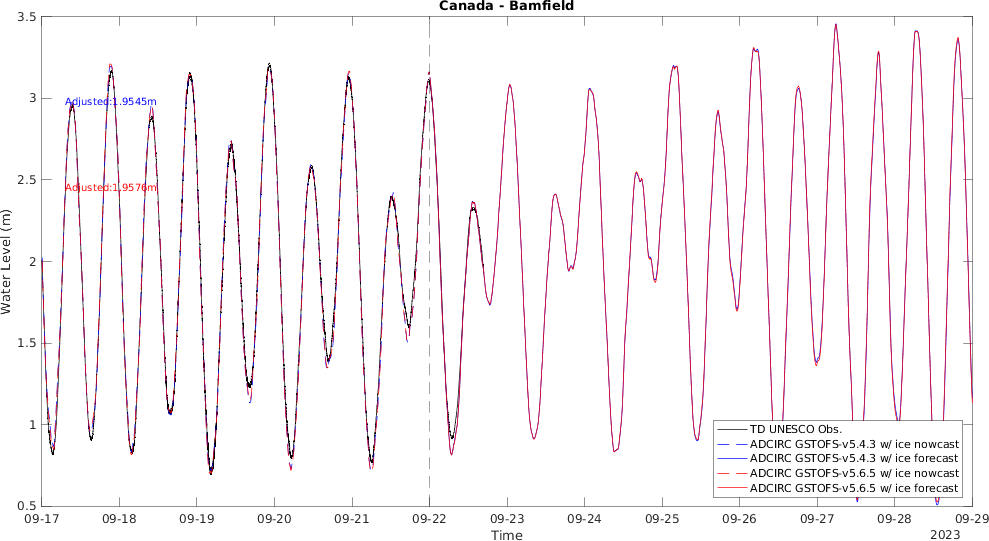 Canada - Bamfield
3.5
3
2.5
2
1.5
1
0.5
Water Level (m)
Adjusted:1.9545m
Adjusted:1.9576m
TD UNESCO Obs.
ADCIRC GSTOFS-v5.4.3 w/ ice nowcast
ADCIRC GSTOFS-v5.4.3 w/ ice forecast
ADCIRC GSTOFS-v5.6.5 w/ ice nowcast
ADCIRC GSTOFS-v5.6.5 w/ ice forecast
09-17 09-18 09-19 09-20 09-21 09-22 09-23 09-24 09-25 09-26 09-27 09-28 09-29
Time
2023